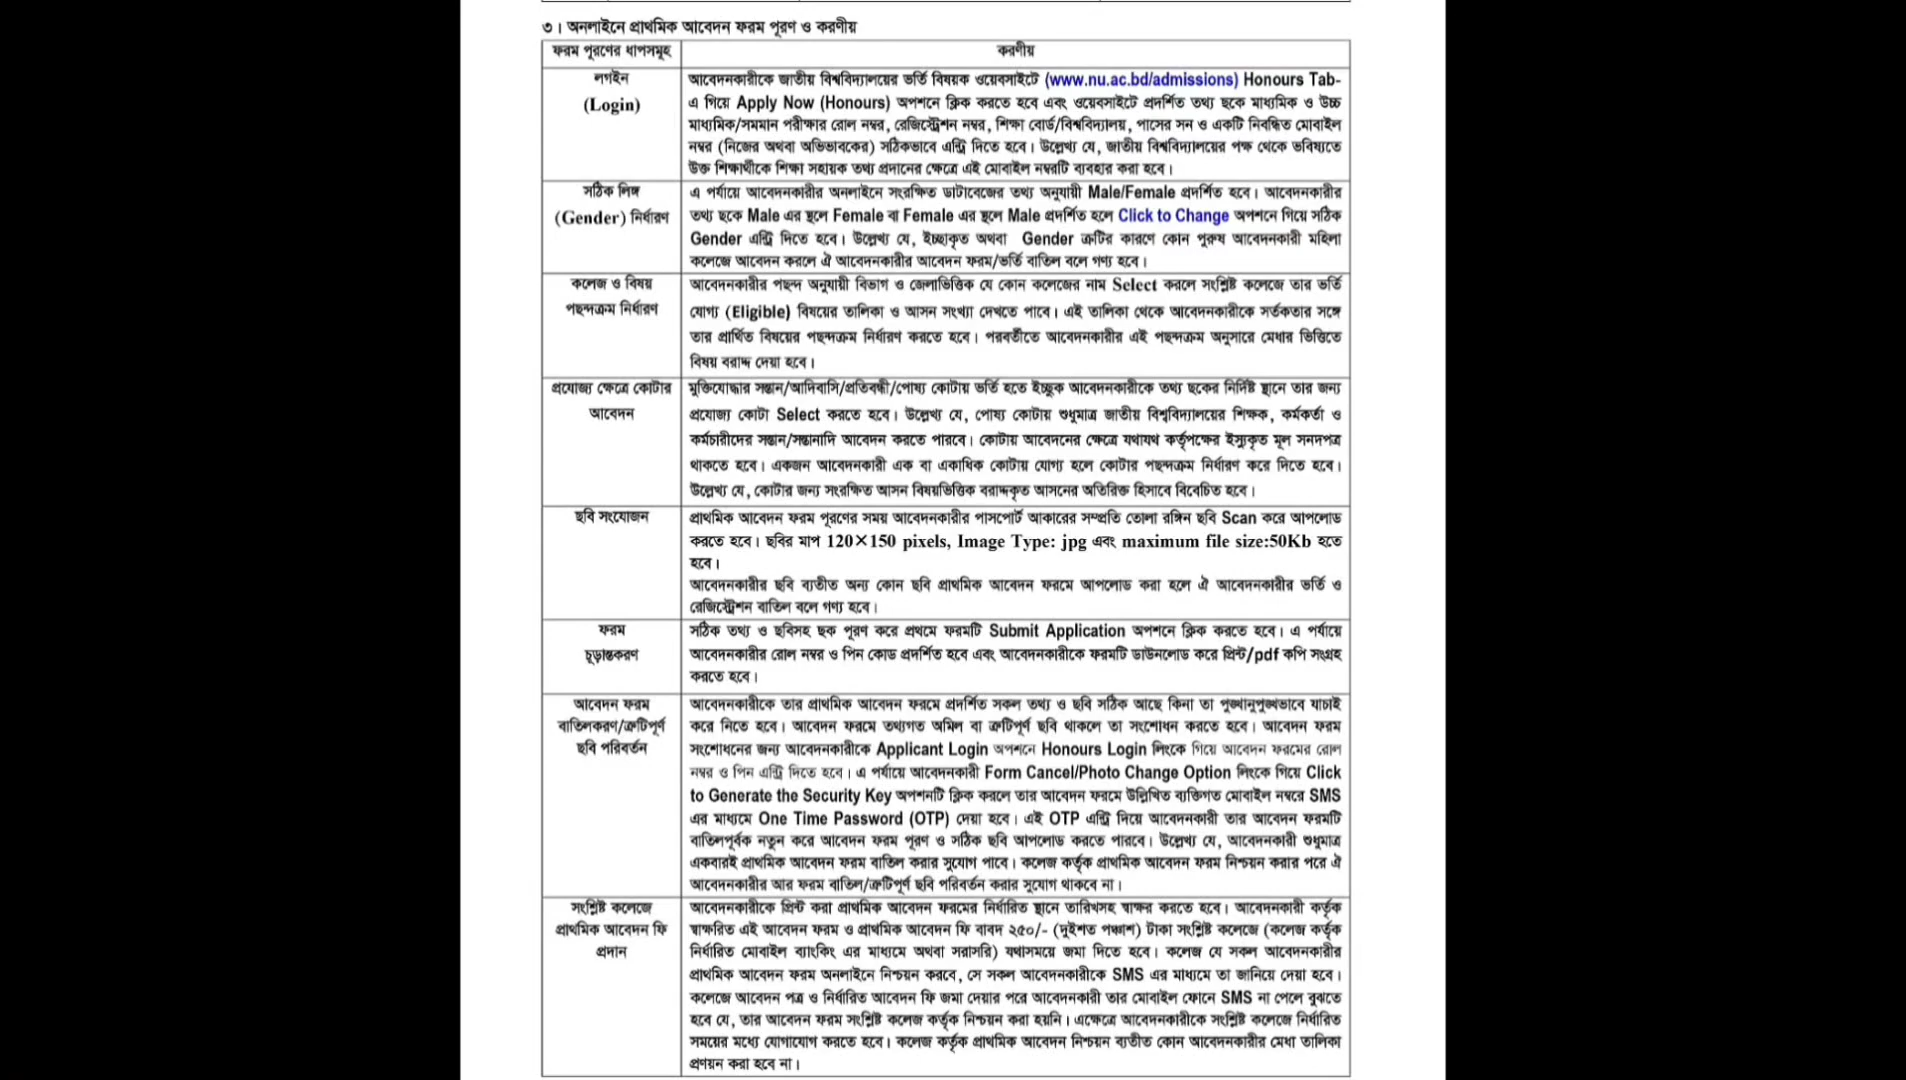 ৩। অনলাইনে প্রাথমিক আবেদন ফরম পূরণ ও করণীয়
ফরম পূরণের ধাপসমূহ
করণীয়
লগইন
(Login)
আবেদনকারীকে জাতীয় বিশ্ববিদ্যালয়ের ভর্তি বিষয়ক ওয়েবসাইটে (www.nu.ac.bd/admissions) Honours Tab-
এ গিয়ে Apply Now (Honours) অপশনে ক্লিক করতে হবে এবং ওয়েবসাইটে প্রদর্শিত তথ্য ছকে মাধ্যমিক ও উচ্চ
মাধ্যমিক/সমমান পরীক্ষার রোল নম্বর, রেজিস্ট্রেশন নম্বর, শিক্ষা বোর্ড/বিশ্ববিদ্যালয়, পাসের সন ও একটি নিবন্ধিত মোবাইল
নম্বর (নিজের অথবা অভিভাবকের) সঠিকভাবে এন্ট্রি দিতে হবে। উল্লেখ্য যে, জাতীয় বিশ্ববিদ্যালয়ের পক্ষ থেকে ভবিষ্যতে
উক্ত শিক্ষার্থীকে শিক্ষা সহায়ক তথ্য প্রদানের ক্ষেত্রে এই মোবাইল নম্বরটি ব্যবহার করা হবে।
সঠিক লিঙ্গ
(Gender) নির্ধারণ
এ পর্যায়ে আবেদনকারীর অনলাইনে সংরক্ষিত ডাটাবেজের তথ্য অনুযায়ী Male/Female প্রদর্শিত হবে। আবেদনকারীর
তথ্য ছকে Male এর স্থলে Female বা Female এর স্থলে Male প্রদর্শিত হলে Click to Change অপশনে গিয়ে সঠিক
Gender এন্ট্রি দিতে হবে। উল্লেখ্য যে, ইচ্ছাকৃত অথবা Gender ত্রুটির কারণে কোন পুরুষ আবেদনকারী মহিলা
কলেজে আবেদন করলে ঐ আবেদনকারীর আবেদন ফরম/ভর্তি বাতিল বলে গণ্য হবে।
কলেজ ও বিষয়
পছন্দক্রম নির্ধারণ
আবেদনকারীর পছন্দ অনুযায়ী বিভাগ ও জেলাভিত্তিক যে কোন কলেজের নাম Select করলে সংশ্লিষ্ট কলেজে তার ভর্তি
যোগ্য (Eligible) বিষয়ের তালিকা ও আসন সংখ্যা দেখতে পাবে। এই তালিকা থেকে আবেদনকারীকে সর্তকতার সঙ্গে
তার প্রার্থিত বিষয়ের পছন্দক্রম নির্ধারণ করতে হবে। পরবর্তীতে আবেদনকারীর এই পছন্দক্রম অনুসারে মেধার ভিত্তিতে
বিষয় বরাদ্দ দেয়া হবে।
প্রযোজ্য ক্ষেত্রে কোটার
আবেদন
মুক্তিযোদ্ধার সন্তান/আদিবাসি/প্রতিবন্ধী/পোষ্য কোটায় ভর্তি হতে ইচ্ছুক আবেদনকারীকে তথ্য ছকের নির্দিষ্ট স্থানে তার জন্য
প্রযোজ্য কোটা Select করতে হবে। উল্লেখ্য যে, পোষ্য কোটায় শুধুমাত্র জাতীয় বিশ্ববিদ্যালয়ের শিক্ষক, কর্মকর্তা ও
কর্মচারীদের সন্তান/সন্তানাদি আবেদন করতে পারবে। কোটায় আবেদনের ক্ষেত্রে যথাযথ কর্তৃপক্ষের ইস্যুকৃত মূল সনদপত্র
থাকতে হবে। একজন আবেদনকারী এক বা একাধিক কোটায় যোগ্য হলে কোটার পছন্দক্রম নির্ধারণ করে দিতে হবে।
উল্লেখ্য যে, কোটার জন্য সংরক্ষিত আসন বিষয়ভিত্তিক বরাদ্দকৃত আসনের অতিরিক্ত হিসাবে বিবেচিত হবে।
ছবি সংযোজন
প্রাথমিক আবেদন ফরম পূরণের সময় আবেদনকারীর পাসপোর্ট আকারের সম্প্রতি তোলা রঙ্গিন ছবি Scan করে আপলোড
করতে হবে। ছবির মাপ 120×150 pixels, Image Type: jpg এবং maximum file size:50Kb হতে
হবে।
আবেদনকারীর ছবি ব্যতীত অন্য কোন ছবি প্রাথমিক আবেদন ফরমে আপলোড করা হলে ঐ আবেদনকারীর ভর্তি ও
রেজিস্ট্রেশন বাতিল বলে গণ্য হবে।
ফরম
চূড়ান্তকরণ
সঠিক তথ্য ও ছবিসহ ছক পূরণ করে প্রথমে ফরমটি Submit Application অপশনে ক্লিক করতে হবে। এ পর্যায়ে
আবেদনকারীর রোল নম্বর ও পিন কোড প্রদর্শিত হবে এবং আবেদনকারীকে ফরমটি ডাউনলোড করে প্রিন্ট/pdf কপি সংগ্রহ
করতে হবে।
আবেদন ফরম
বাতিলকরণ/ত্রুটিপূর্ণ
ছবি পরিবর্তন
আবেদনকারীকে তার প্রাথমিক আবেদন ফরমে প্রদর্শিত সকল তথ্য ও ছবি সঠিক আছে কিনা তা পুঙ্খানুপুঙ্খভাবে যাচাই
করে নিতে হবে। আবেদন ফরমে তথ্যগত অমিল বা ত্রুটিপূর্ণ ছবি থাকলে তা সংশোধন করতে হবে। আবেদন ফরম
সংশোধনের জন্য আবেদনকারীকে Applicant Login অপশনে Honours Login লিংকে গিয়ে আবেদন ফরমের রোল
নম্বর ও পিন এন্ট্রি দিতে হবে। এ পর্যায়ে আবেদনকারী Form Cancel/Photo Change Option লিংকে গিয়ে Click
to Generate the Security Key অপশনটি ক্লিক করলে তার আবেদন ফরমে উল্লিখিত ব্যক্তিগত মোবাইল নম্বরে SMS
এর মাধ্যমে One Time Password (OTP) দেয়া হবে। এই OTP এন্ট্রি দিয়ে আবেদনকারী তার আবেদন ফরমটি
বাতিলপূর্বক নতুন করে আবেদন ফরম পূরণ ও সঠিক ছবি আপলোড করতে পারবে। উল্লেখ্য যে, আবেদনকারী শুধুমাত্র
একবারই প্রাথমিক আবেদন ফরম বাতিল করার সুযোগ পাবে। কলেজ কর্তৃক প্রাথমিক আবেদন ফরম নিশ্চয়ন করার পরে ঐ
আবেদনকারীর আর ফরম বাতিল/ত্রুটিপূর্ণ ছবি পরিবর্তন করার সুযোগ থাকবে না।
সংশ্লিষ্ট কলেজে
প্রাথমিক আবেদন ফি
প্রদান
আবেদনকারীকে প্রিন্ট করা প্রাথমিক আবেদন ফরমের নির্ধারিত স্থানে তারিখসহ স্বাক্ষর করতে হবে। আবেদনকারী কর্তৃক
স্বাক্ষরিত এই আবেদন ফরম ও প্রাথমিক আবেদন ফি বাবদ ২৫০/- (দুইশত পঞ্চাশ) টাকা সংশ্লিষ্ট কলেজে (কলেজ কর্তৃক
নির্ধারিত মোবাইল ব্যাংকিং এর মাধ্যমে অথবা সরাসরি) যথাসময়ে জমা দিতে হবে। কলেজ যে সকল আবেদনকারীর
প্রাথমিক আবেদন ফরম অনলাইনে নিশ্চয়ন করবে, সে সকল আবেদনকারীকে SMS এর মাধ্যমে তা জানিয়ে দেয়া হবে।
কলেজে আবেদন পত্র ও নির্ধারিত আবেদন ফি জমা দেয়ার পরে আবেদনকারী তার মোবাইল ফোনে SMS না পেলে বুঝতে
হবে যে, তার আবেদন ফরম সংশ্লিষ্ট কলেজ কর্তৃক নিশ্চয়ন করা হয়নি। এক্ষেত্রে আবেদনকারীকে সংশ্লিষ্ট কলেজে নির্ধারিত
সময়ের মধ্যে যোগাযোগ করতে হবে। কলেজ কর্তৃক প্রাথমিক আবেদন নিশ্চয়ন ব্যতীত কোন আবেদনকারীর মেধা তালিকা
প্রণয়ন করা হবে না।